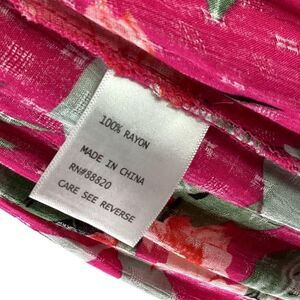 100% RAYON
MADE IN CHINA
RN#88820
CARE SEE REVERSE